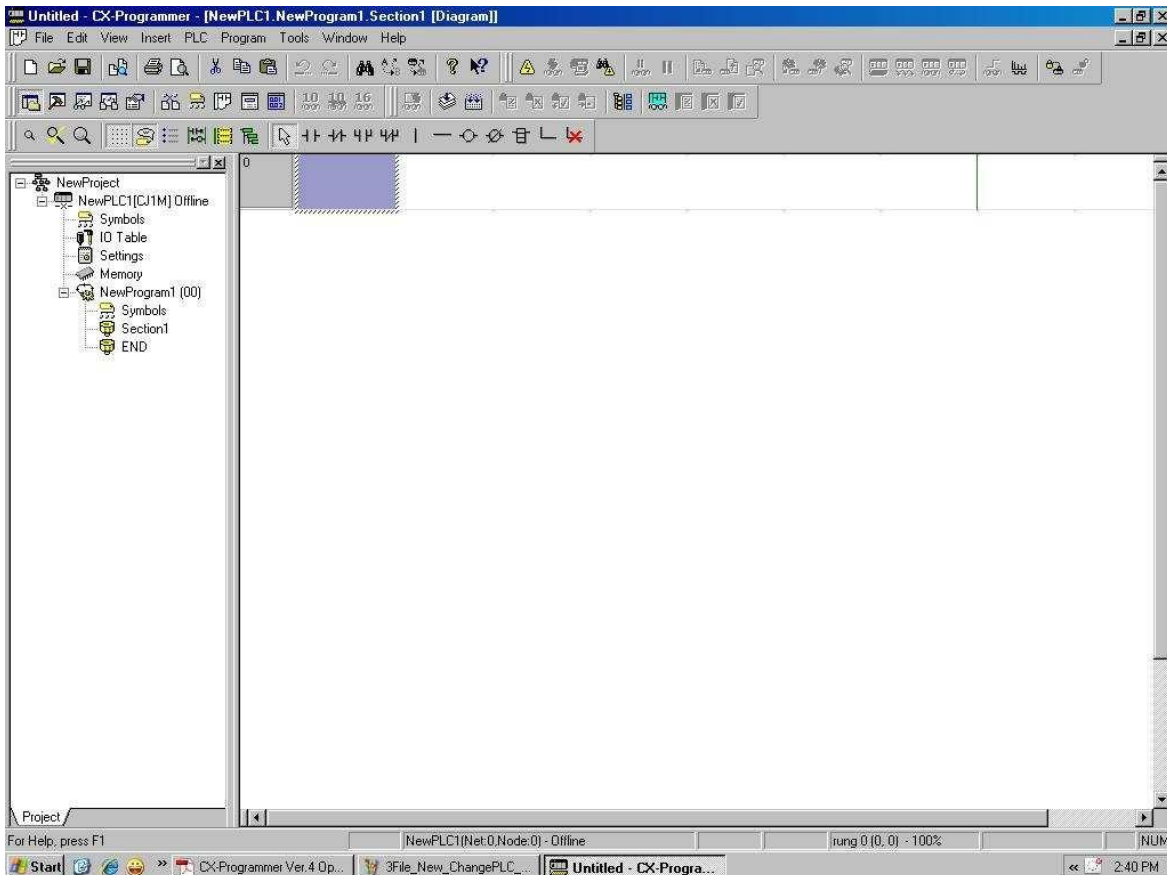 Untitled - CX-Programmer - [NewPLC1.NewProgram1.Section1 [Diagram]]
File Edit View Insert PLC Program Tools Window Help
10 10 16
0
NewProject
NewPLC1[CJ1M] Offline
Symbols
IO Table
Settings
Memory
NewProgram1 (00)
Symbols
Section1
END
Project
For Help, press F1
NewPLC1(Net:0,Node:0) - Offline
rung 0 (0, 0) - 100%
NUM
Start
CX-Programmer Ver.4 Op...
3File_New_ChangePLC_...
Untitled - CX-Progra...
2:40 PM